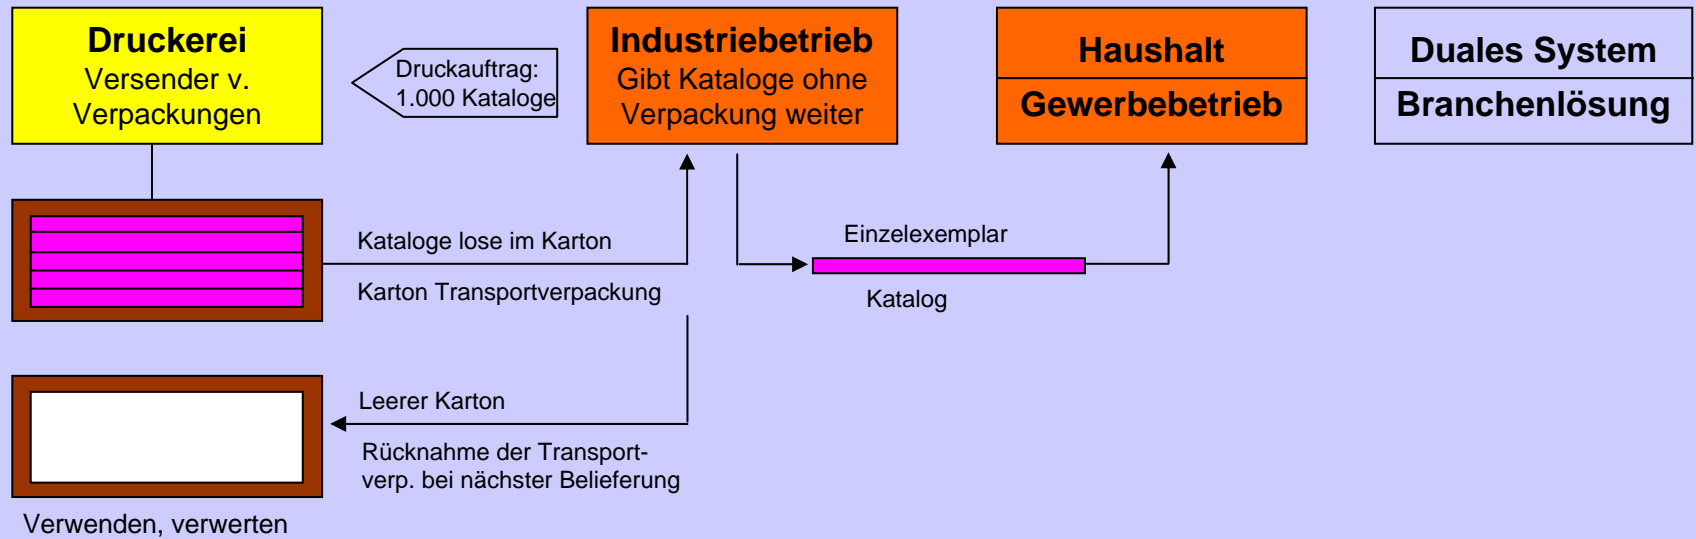 Druckerei
Versender v.
Verpackungen
Druckauftrag:
1.000 Kataloge
Industriebetrieb
Gibt Kataloge ohne
Verpackung weiter
Haushalt
Gewerbebetrieb
Duales System
Branchenlösung
Kataloge lose im Karton
Karton Transportverpackung
Einzelexemplar
Katalog
Leerer Karton
Rücknahme der Transport-
verp. bei nächster Belieferung
Verwenden, verwerten